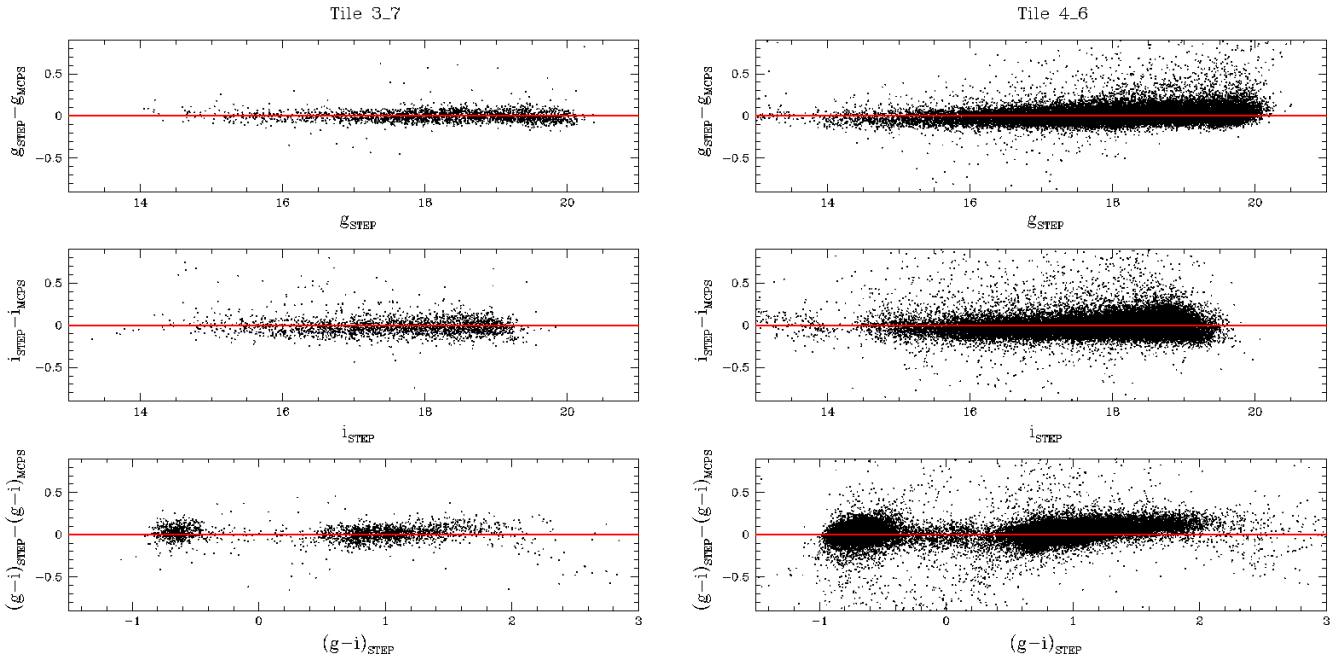 Tile 3_7
Tile 4_6
g_STEP−g_MCPS
0.5
0
−0.5
14 16 18 20
g_STEP
g_STEP−g_MCPS
0.5
0
−0.5
14 16 18 20
g_STEP
i_STEP−i_MCPS
0.5
0
−0.5
14 16 18 20
i_STEP
i_STEP−i_MCPS
0.5
0
−0.5
14 16 18 20
i_STEP
(g−i)_STEP−(g−i)_MCPS
0.5
0
−0.5
−1 0 1 2 3
(g−i)_STEP
(g−i)_STEP−(g−i)_MCPS
0.5
0
−0.5
−1 0 1 2 3
(g−i)_STEP